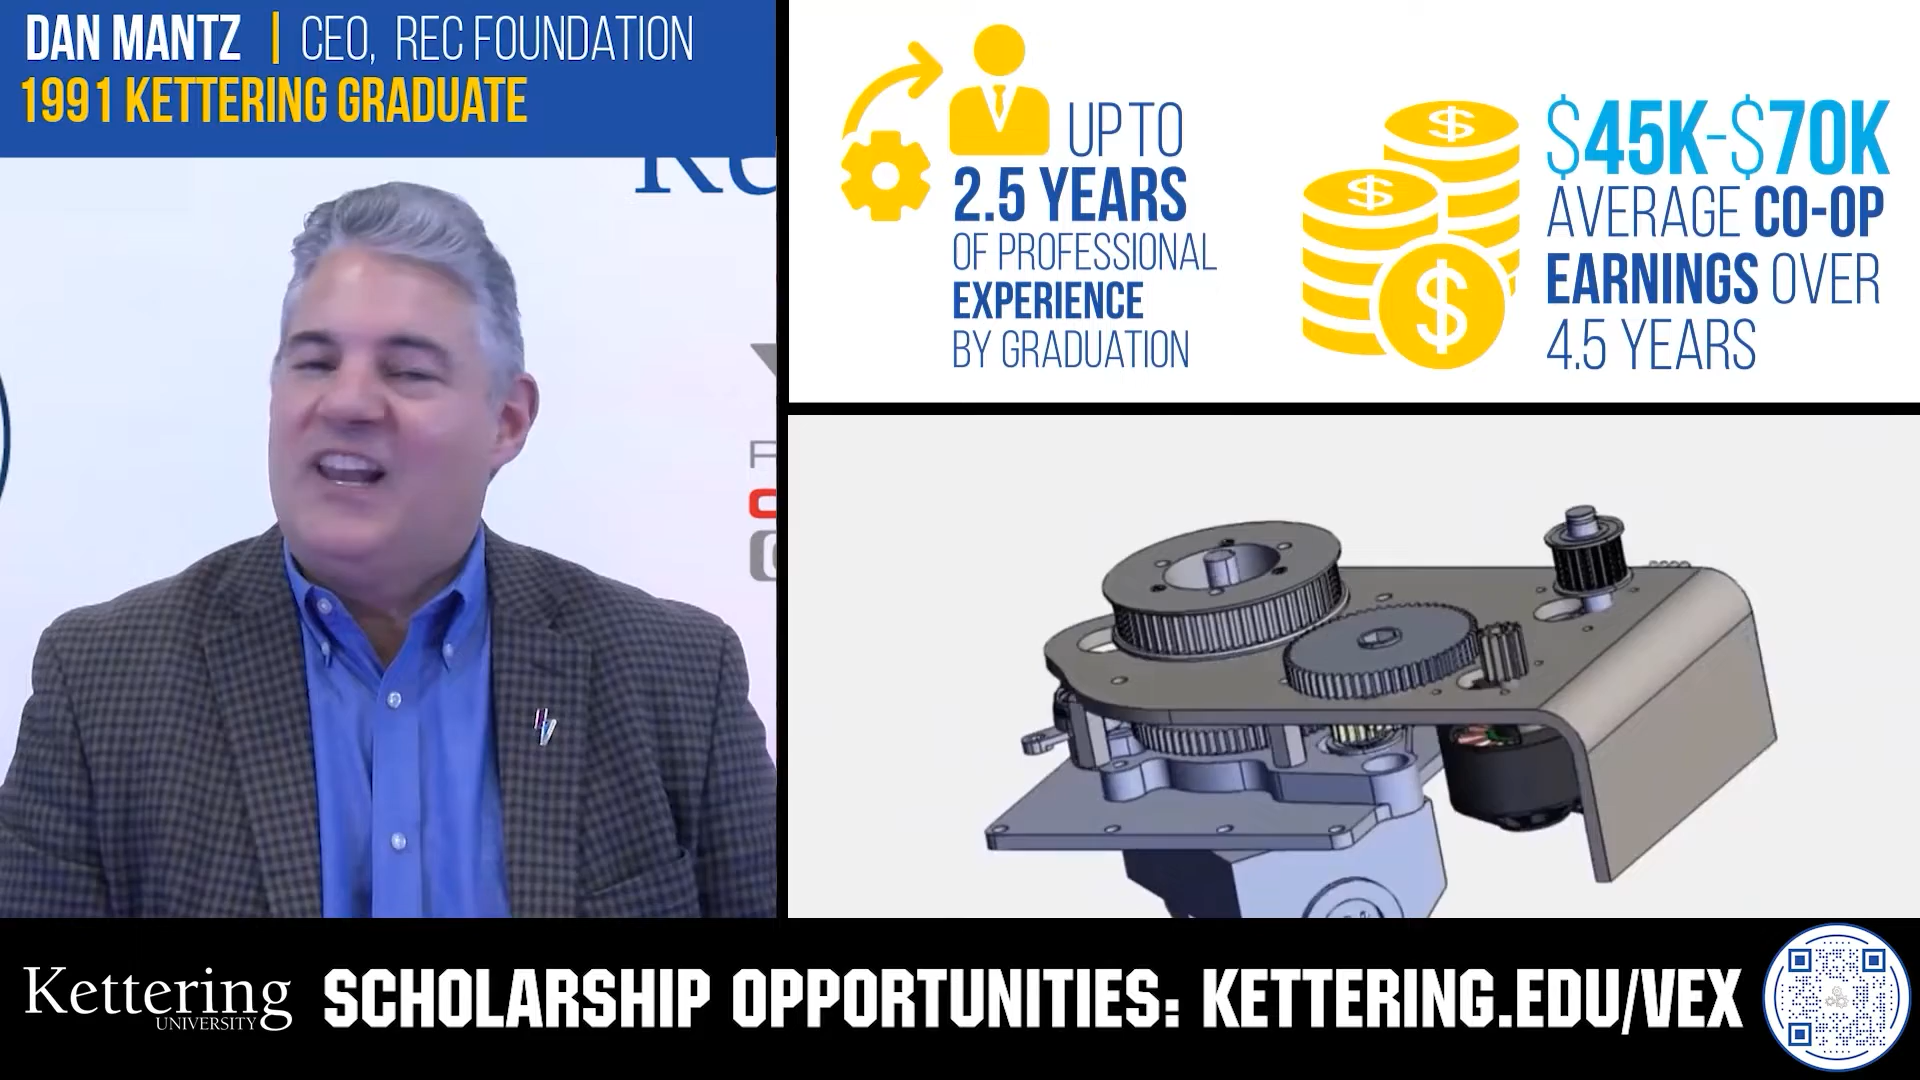 DAN MANTZ | CEO, REC FOUNDATION
1991 KETTERING GRADUATE
UP TO
2.5 YEARS
OF PROFESSIONAL
EXPERIENCE
BY GRADUATION
$45K-$70K
AVERAGE CO-OP
EARNINGS OVER
4.5 YEARS
$
$
$
Kettering
UNIVERSITY
SCHOLARSHIP OPPORTUNITIES: KETTERING.EDU/VEX